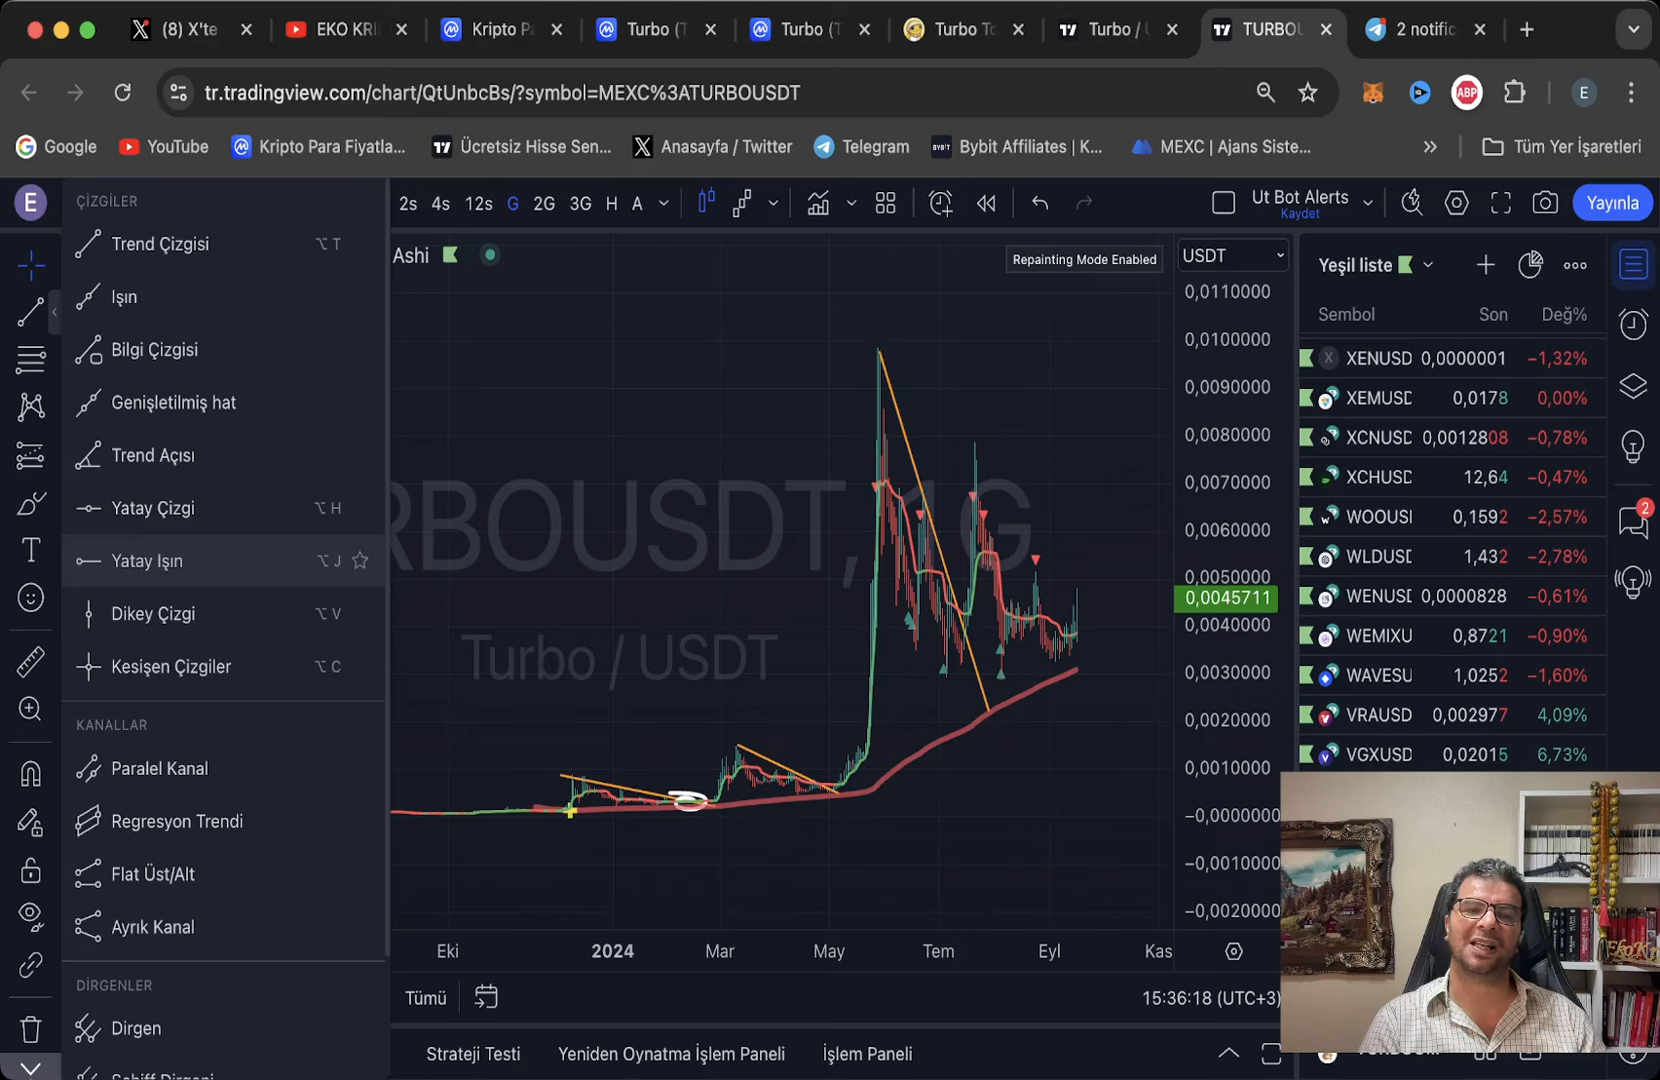 (8) X'te
EKO KRİ
Kripto Pa
Turbo (T
Turbo (T
Turbo To
Turbo / U
TURBOU
2 notific
tr.tradingview.com/chart/QtUnbcBs/?symbol=MEXC%3ATURBOUSDT
ABP
E
Google
YouTube
Kripto Para Fiyatla...
Ücretsiz Hisse Sen...
Anasayfa / Twitter
Telegram
BYBIT
Bybit Affiliates | K...
MEXC | Ajans Siste...
Tüm Yer İşaretleri
E
ÇİZGİLER
2s 4s 12s G 2G 3G H A
Ut Bot Alerts
Kaydet
Yayınla
Trend Çizgisi ⌥ T
Işın
Bilgi Çizgisi
Genişletilmiş hat
Trend Açısı
Yatay Çizgi ⌥ H
Yatay Işın ⌥ J
Dikey Çizgi ⌥ V
Kesişen Çizgiler ⌥ C
KANALLAR
Paralel Kanal
Regresyon Trendi
Flat Üst/Alt
Ayrık Kanal
DİRGENLER
Dirgen
Schiff Dirgeni
Ashi
Repainting Mode Enabled
USDT
RBOUSDT, 1G
Turbo / USDT
0,0110000
0,0100000
0,0090000
0,0080000
0,0070000
0,0060000
0,0050000
0,0045711
0,0040000
0,0030000
0,0020000
0,0010000
−0,0000000
−0,0010000
−0,0020000
Eki 2024 Mar May Tem Eyl Kas
Tümü
15:36:18 (UTC+3)
Strateji Testi
Yeniden Oynatma İşlem Paneli
İşlem Paneli
Yeşil liste
Sembol Son Değ%
XENUSD 0,0000001 −1,32%
XEMUSD 0,0178 0,00%
XCNUSD 0,0012808 −0,78%
XCHUSD 12,64 −0,47%
WOOUSI 0,1592 −2,57%
WLDUSD 1,432 −2,78%
WENUSD 0,0000828 −0,61%
WEMIXU 0,8721 −0,90%
WAVESU 1,0252 −1,60%
VRAUSD 0,002977 4,09%
VGXUSD 0,02015 6,73%
2